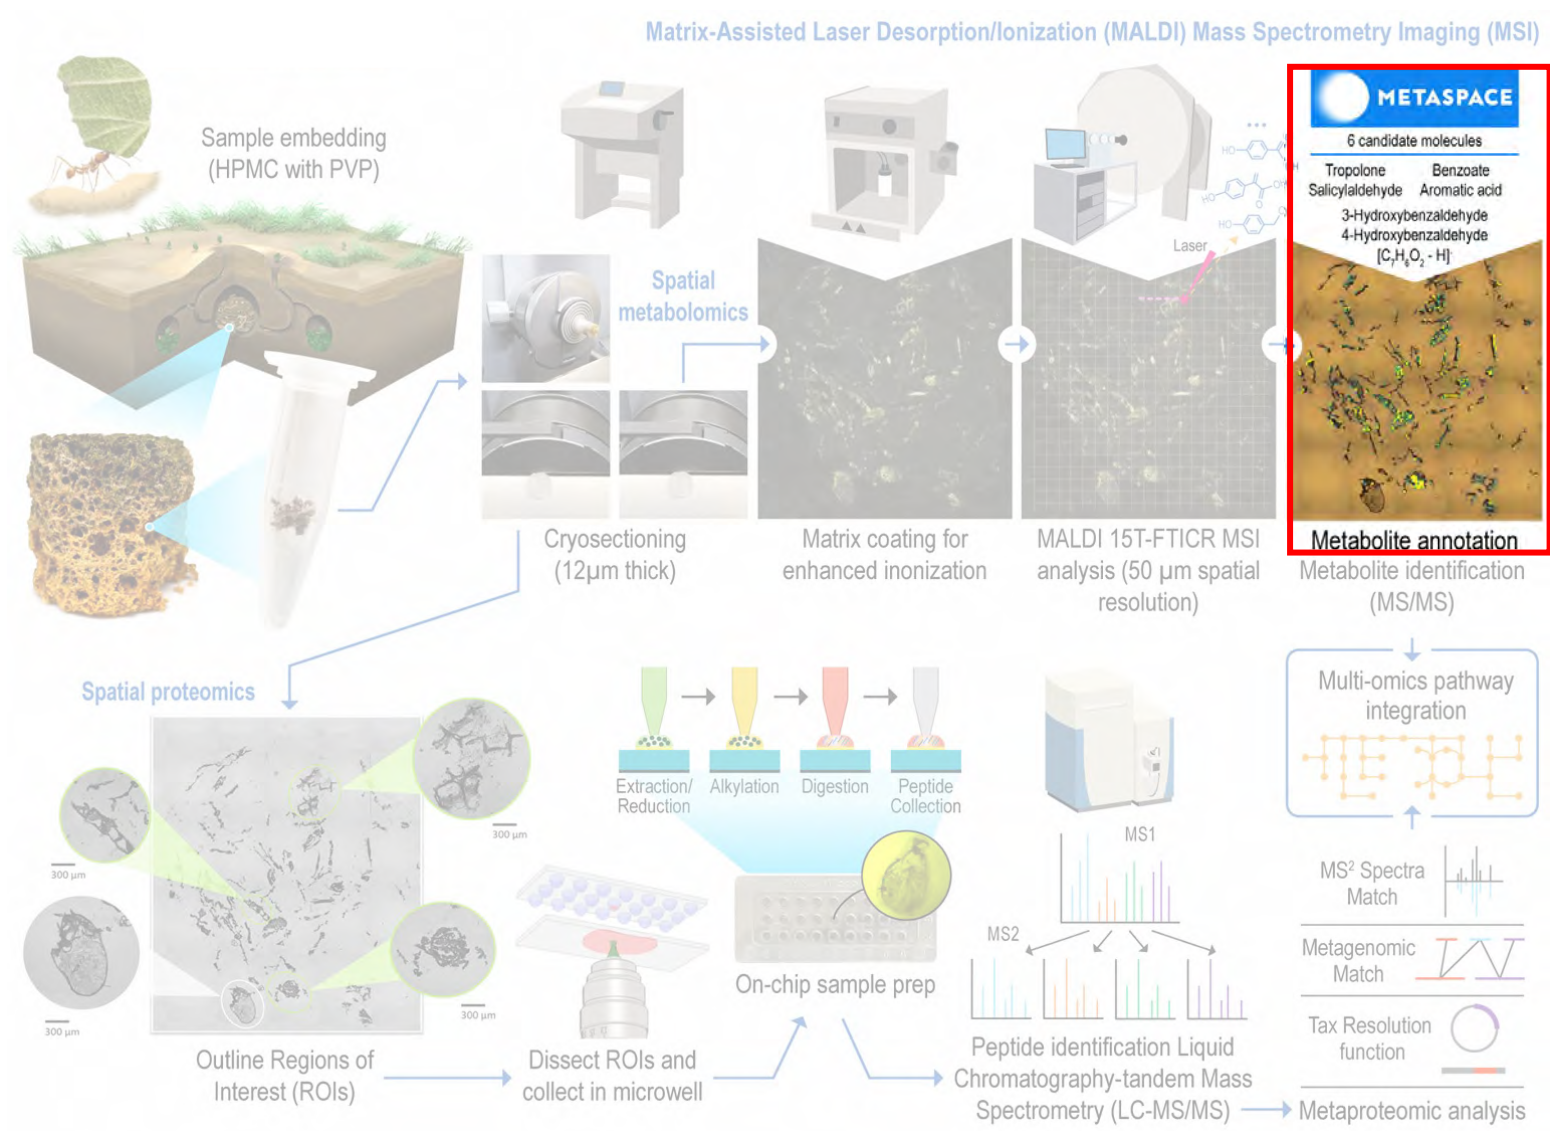 Matrix-Assisted Laser Desorption/Ionization (MALDI) Mass Spectrometry Imaging (MSI)
Sample embedding
(HPMC with PVP)
Spatial
metabolomics
Laser
HO
HO
HO
METASPACE
6 candidate molecules
Tropolone Benzoate
Salicylaldehyde Aromatic acid
3-Hydroxybenzaldehyde
4-Hydroxybenzaldehyde
[C7H6O2 - H]
Cryosectioning
(12µm thick)
Matrix coating for
enhanced inonization
MALDI 15T-FTICR MSI
analysis (50 µm spatial
resolution)
Metabolite annotation
Metabolite identification
(MS/MS)
Spatial proteomics
300 µm
300 µm
300 µm
300 µm
Outline Regions of
Interest (ROIs)
Dissect ROIs and
collect in microwell
Extraction/
Reduction
Alkylation
Digestion
Peptide
Collection
On-chip sample prep
MS1
MS2
Peptide identification Liquid
Chromatography-tandem Mass
Spectrometry (LC-MS/MS)
Multi-omics pathway
integration
MS² Spectra
Match
Metagenomic
Match
Tax Resolution
function
Metaproteomic analysis